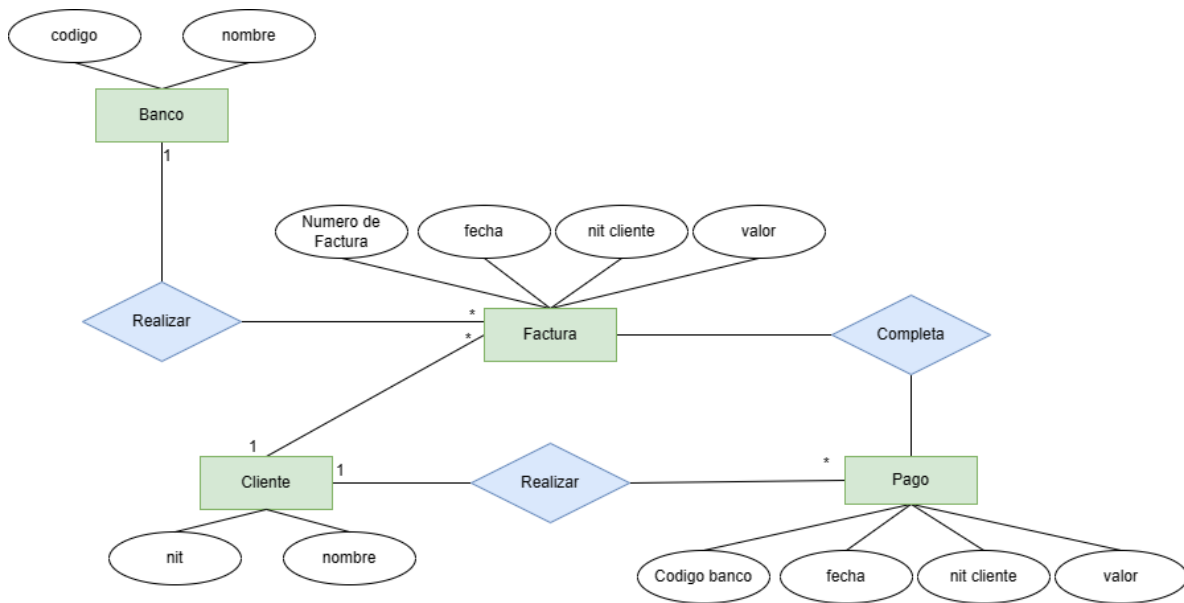 codigo
nombre
Banco
1
Numero de
Factura
fecha
nit cliente
valor
Realizar
*
*
Factura
Completa
1
Cliente
1
Realizar
*
Pago
nit
nombre
Codigo banco
fecha
nit cliente
valor